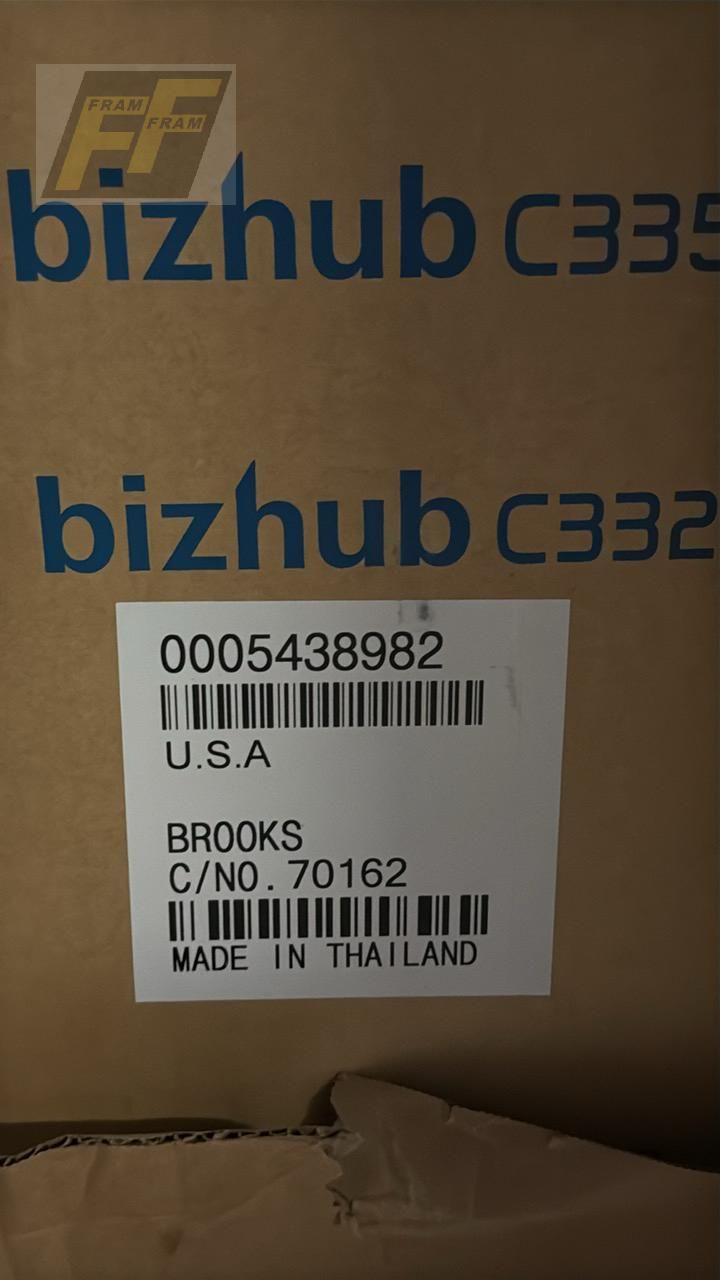 FRAM
FRAM
bizhub C335
bizhub C332
0005438982
U.S.A
BROOKS
C/NO. 70162
MADE IN THAILAND